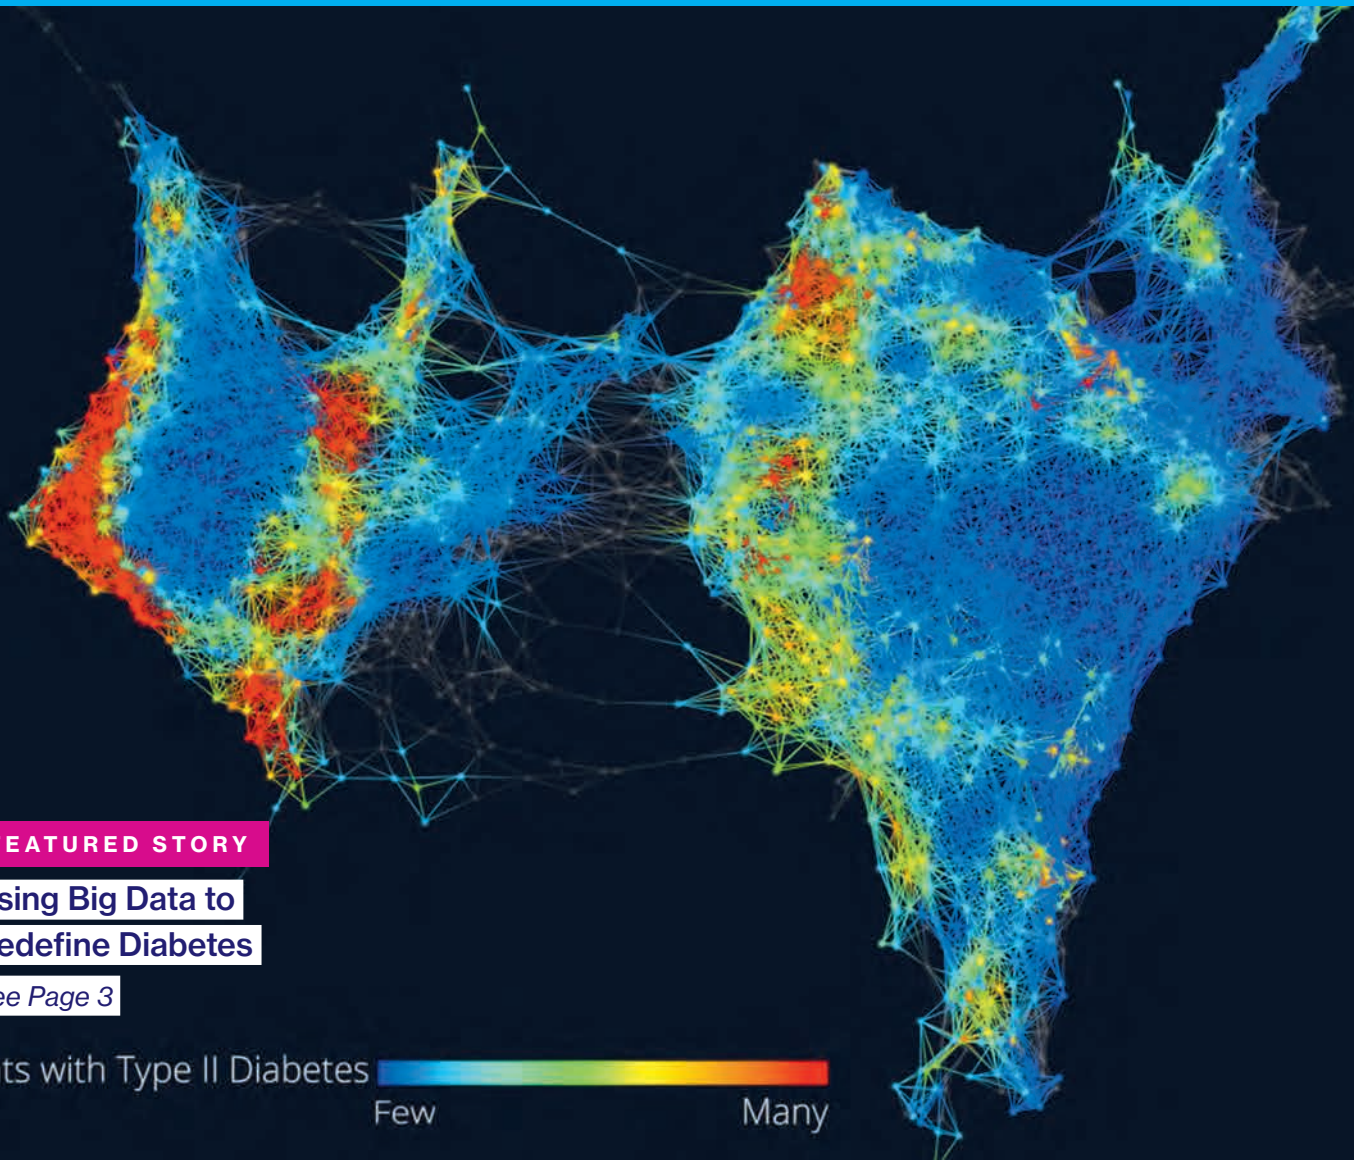 EATURED STORY
sing Big Data to
edefine Diabetes
ee Page 3
ts with Type II Diabetes
Few
Many